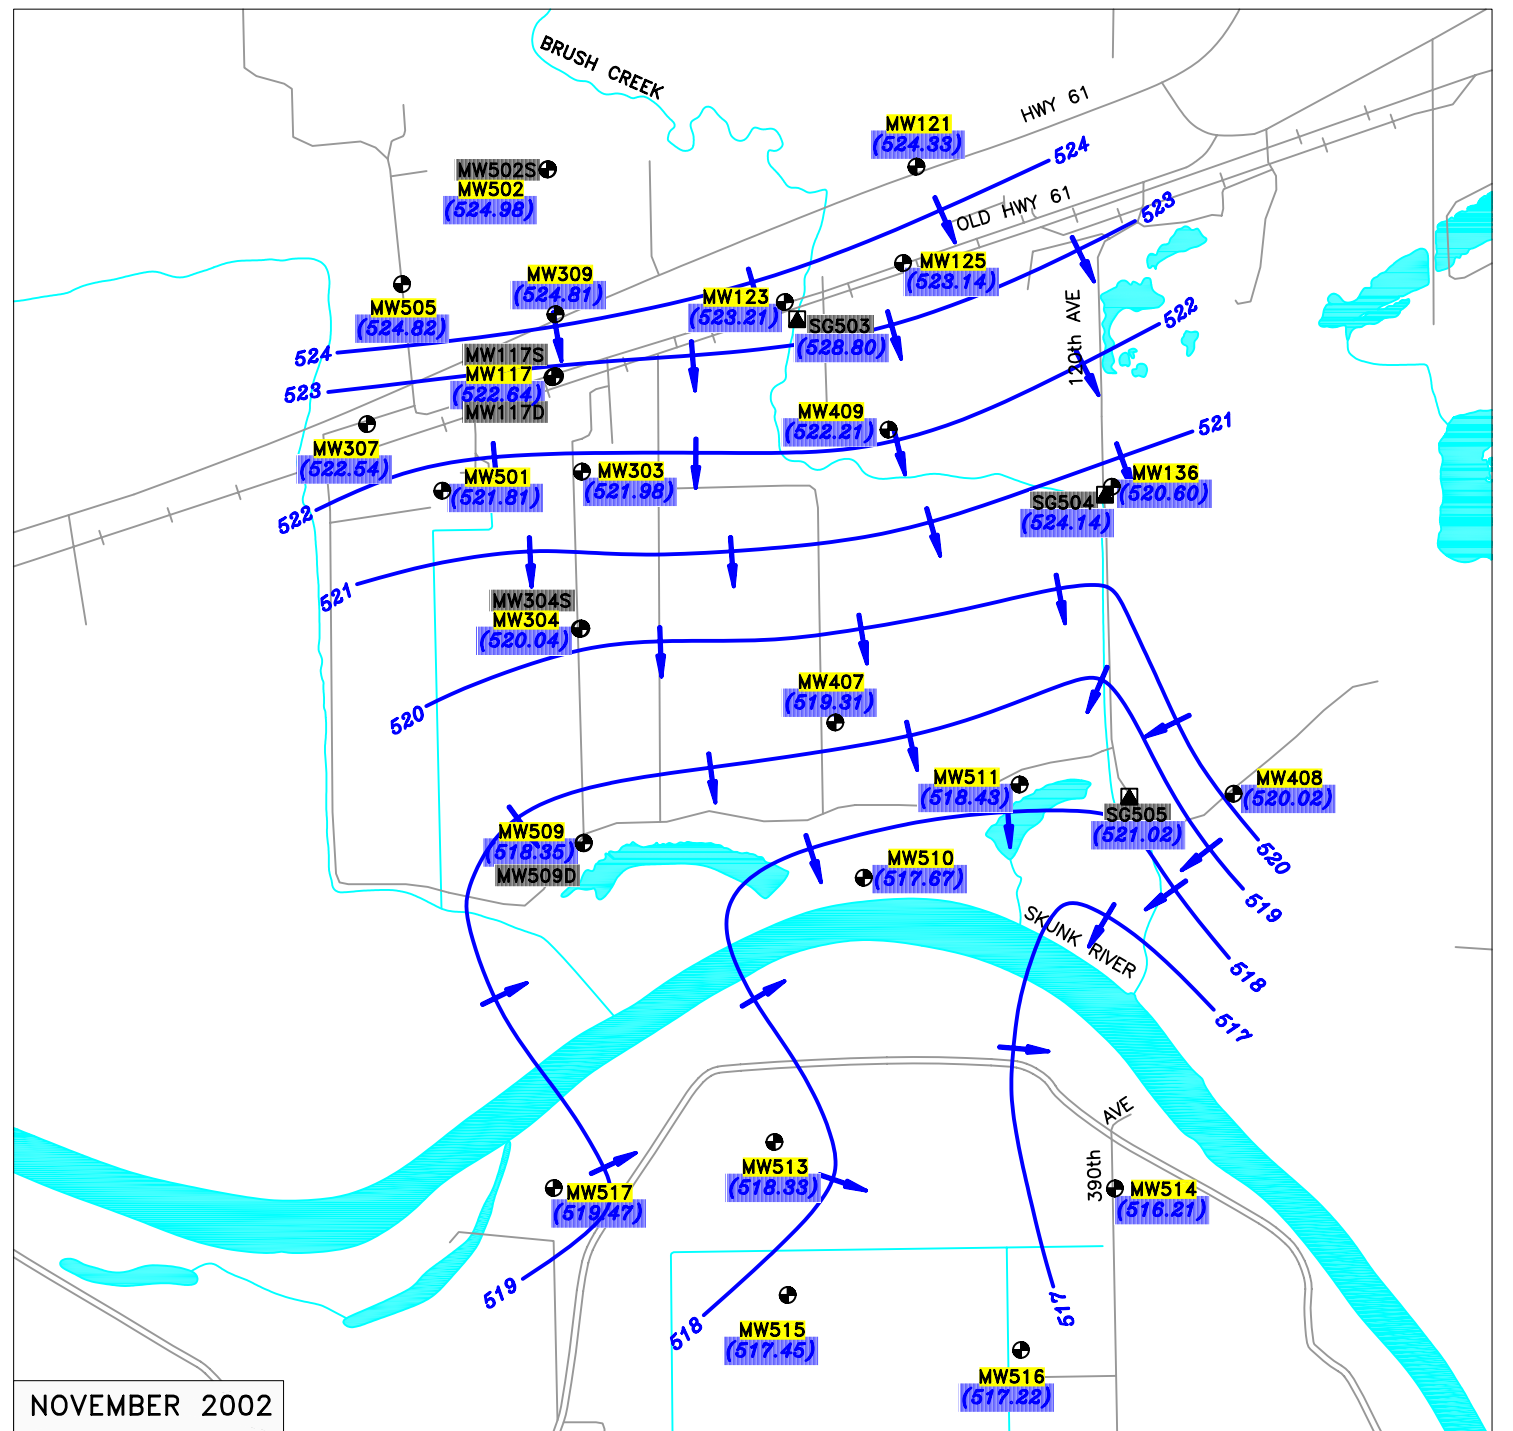 BRUSH CREEK
HWY 61
MW121
(524.33)
524
MW502S
MW502
(524.98)
OLD HWY 61
523
MW125
(523.14)
MW309
(524.81)
MW123
(523.21)
MW505
(524.82)
SG503
(528.80)
120th AVE
522
524
MW117S
MW117
(522.64)
MW117D
523
MW409
(522.21)
521
MW307
(522.54)
MW501
(521.81)
MW303
(521.98)
MW136
(520.60)
SG504
(524.14)
522
521
MW304S
MW304
(520.04)
MW407
(519.31)
520
MW511
(518.43)
MW408
(520.02)
SG505
(521.02)
MW509
(518.35)
MW509D
MW510
(517.67)
520
519
SKUNK RIVER
518
517
390th AVE
MW513
(518.33)
MW517
(519.47)
MW514
(516.21)
519
518
517
MW515
(517.45)
MW516
(517.22)
NOVEMBER 2002